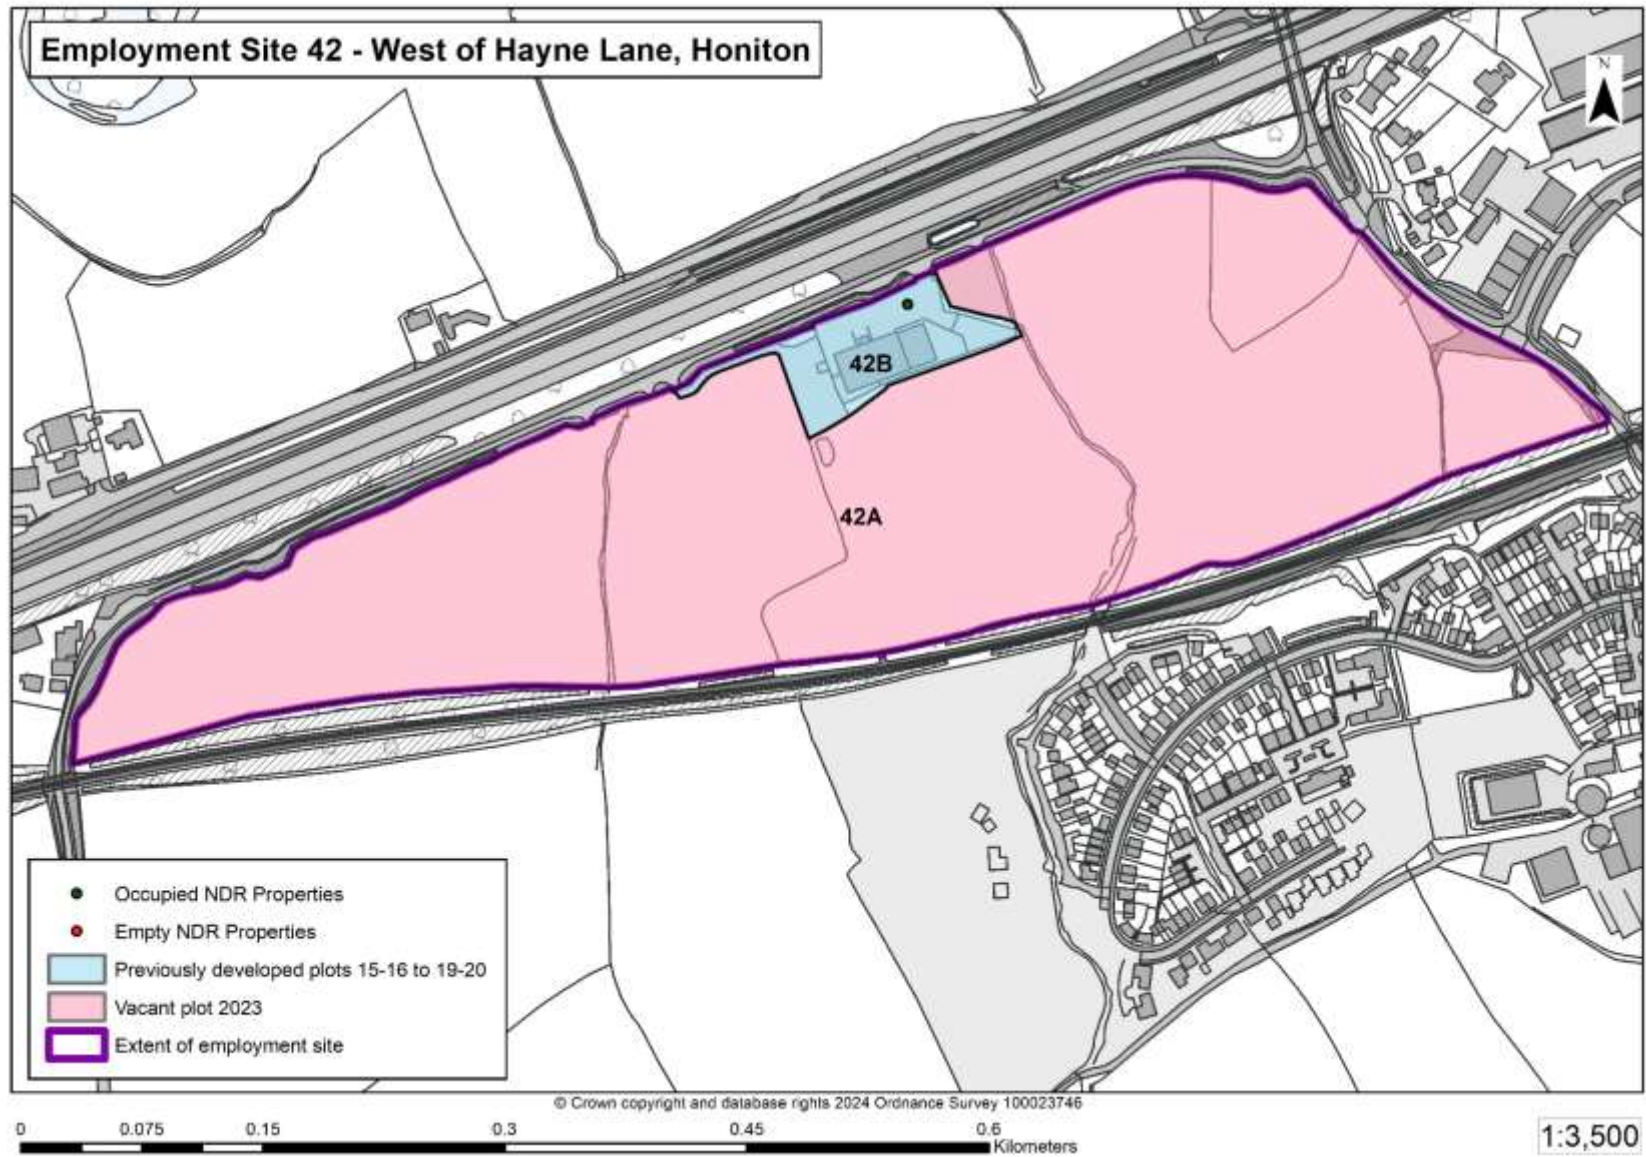 Employment Site 42 - West of Hayne Lane, Honiton
N
42B
42A
Occupied NDR Properties
Empty NDR Properties
Previously developed plots 15-16 to 19-20
Vacant plot 2023
Extent of employment site
© Crown copyright and database rights 2024 Ordnance Survey 100023746
0 0.075 0.15 0.3 0.45 0.6
Kilometers
1:3,500